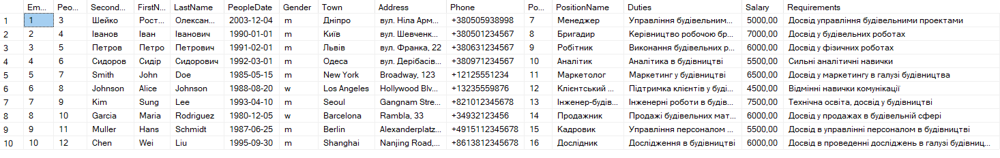 Em... Peo... Second... FirstN... LastName PeopleDate Gender Town Address Phone Po... PositionName Duties Salary Requirements
1 1 3 Шейко Рост... Олексан... 2003-12-04 m Дніпро вул. Ніла Арм... +380505938998 7 Менеджер Управління будівельним... 5000,00 Досвід управління будівельними проектами
2 2 4 Іванов Іван Іванович 1990-01-01 m Київ вул. Шевченк... +380501234567 8 Бригадир Керівництво робочою бр... 7000,00 Досвід у будівельних роботах
3 3 5 Петров Петро Петрович 1991-02-01 m Львів вул. Франка, 22 +380631234567 9 Робітник Виконання будівельних р... 6000,00 Досвід у фізичних роботах
4 4 6 Сидоров Сидір Сидорович 1992-03-01 m Одеса вул. Дерібасів... +380971234567 10 Аналітик Аналітика в будівництві 5500,00 Сильні аналітичні навички
5 5 7 Smith John Doe 1985-05-15 m New York Broadway, 123 +12125551234 11 Маркетолог Маркетинг у будівництві 6500,00 Досвід у маркетингу в галузі будівництва
6 6 8 Johnson Alice Johnson 1988-08-20 w Los Angeles Hollywood Blv... +13235559876 12 Клієнтський ... Підтримка клієнтів у буді... 4500,00 Відмінні навички комунікації
7 7 9 Kim Sung Lee 1993-04-10 m Seoul Gangnam Stre... +821012345678 13 Інженер-будів... Інженерні роботи в будів... 7500,00 Технічна освіта, досвід у будівництві
8 8 10 Garcia Maria Rodriguez 1980-12-05 w Barcelona Rambla, 33 +34932123456 14 Продажник Продажі будівельних мат... 6000,00 Досвід у продажах в будівельній сфері
9 9 11 Muller Hans Schmidt 1987-06-25 m Berlin Alexanderplatz... +4915112345678 15 Кадровик Управління персоналом ... 5500,00 Досвід в управлінні персоналом в будівництві
10 10 12 Chen Wei Liu 1995-09-30 m Shanghai Nanjing Road,... +8613812345678 16 Дослідник Дослідження в будівництві 6000,00 Досвід в проведенні досліджень в галузі будівниц...